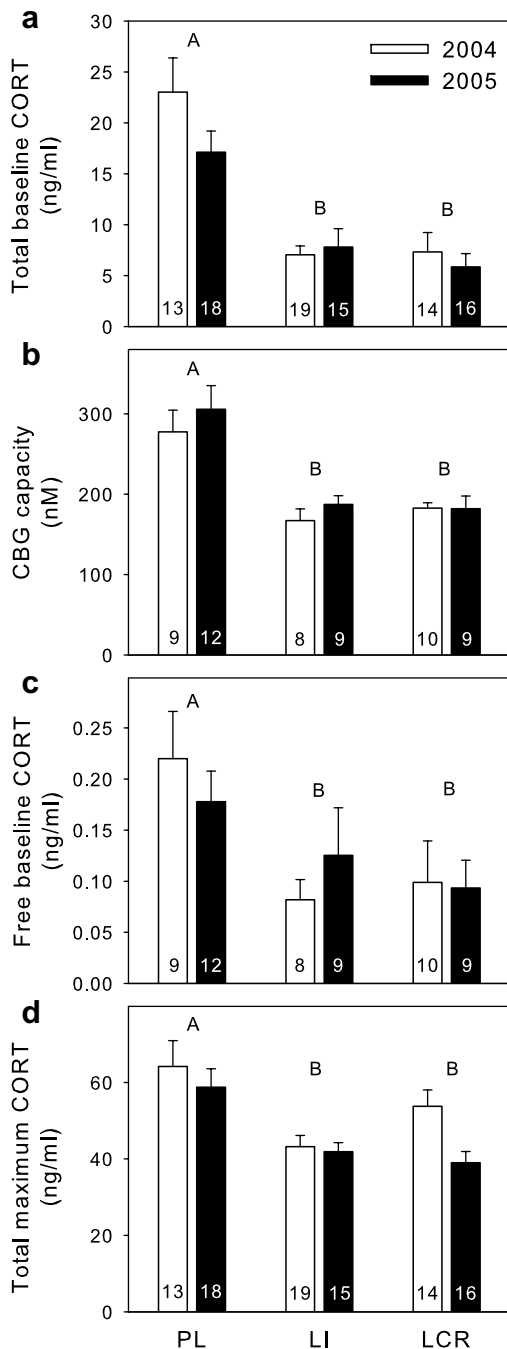 a
Total baseline CORT
(ng/ml)
30
25
20
15
10
5
0
A
B
B
2004
2005
13
18
19
15
14
16
b
CBG capacity
(nM)
300
200
100
0
A
B
B
9
12
8
9
10
9
c
Free baseline CORT
(ng/ml)
0.25
0.20
0.15
0.10
0.05
0.00
A
B
B
9
12
8
9
10
9
d
Total maximum CORT
(ng/ml)
60
40
20
0
A
B
B
13
18
19
15
14
16
PL LI LCR